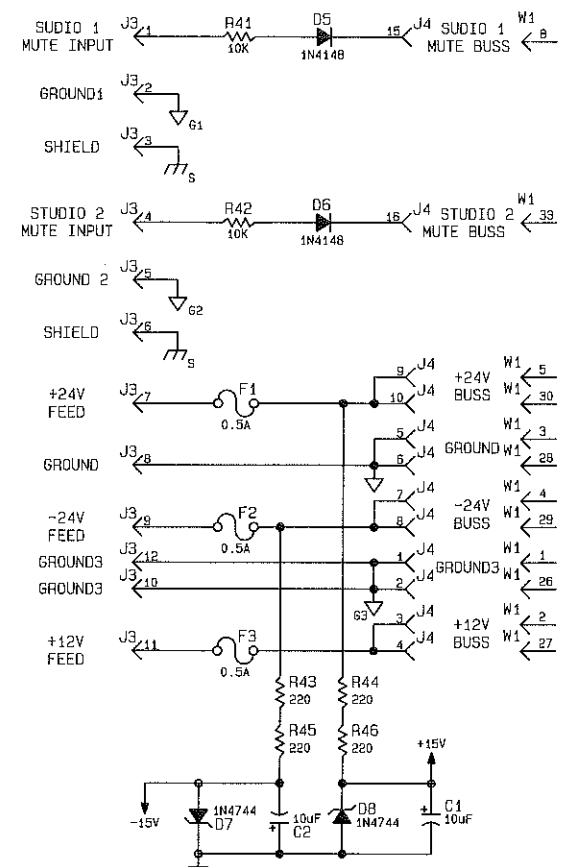 SUDIO 1 J3 1 R41 D5 15 J4 SUDIO 1 W1 8
MUTE INPUT 10K 1N4148 MUTE BUSS
GROUND1 J3 2
G1
SHIELD J3 3
S
STUDIO 2 J3 4 R42 D6 16 J4 STUDIO 2 W1 33
MUTE INPUT 10K 1N4148 MUTE BUSS
GROUND 2 J3 5
G2
SHIELD J3 6
S
9 J4 +24V W1 5
+24V J3 7 F1 10 J4 BUSS W1 30
FEED 0.5A
5 J4 W1 3
GROUND J3 8 6 J4 GROUND W1 28
7 J4 -24V W1 4
-24V J3 9 F2 8 J4 BUSS W1 29
FEED 0.5A
GROUND3 J3 12 1 J4 GROUND3 W1 1
GROUND3 J3 10 2 J4 W1 26
G3
3 J4 +12V W1 2
+12V J3 11 F3 4 J4 BUSS W1 27
FEED 0.5A
R43 R44
220 220
R45 R46
220 220
+15V
-15V 1N4744 10uF D8 C1
D7 + C2 1N4744 + 10uF